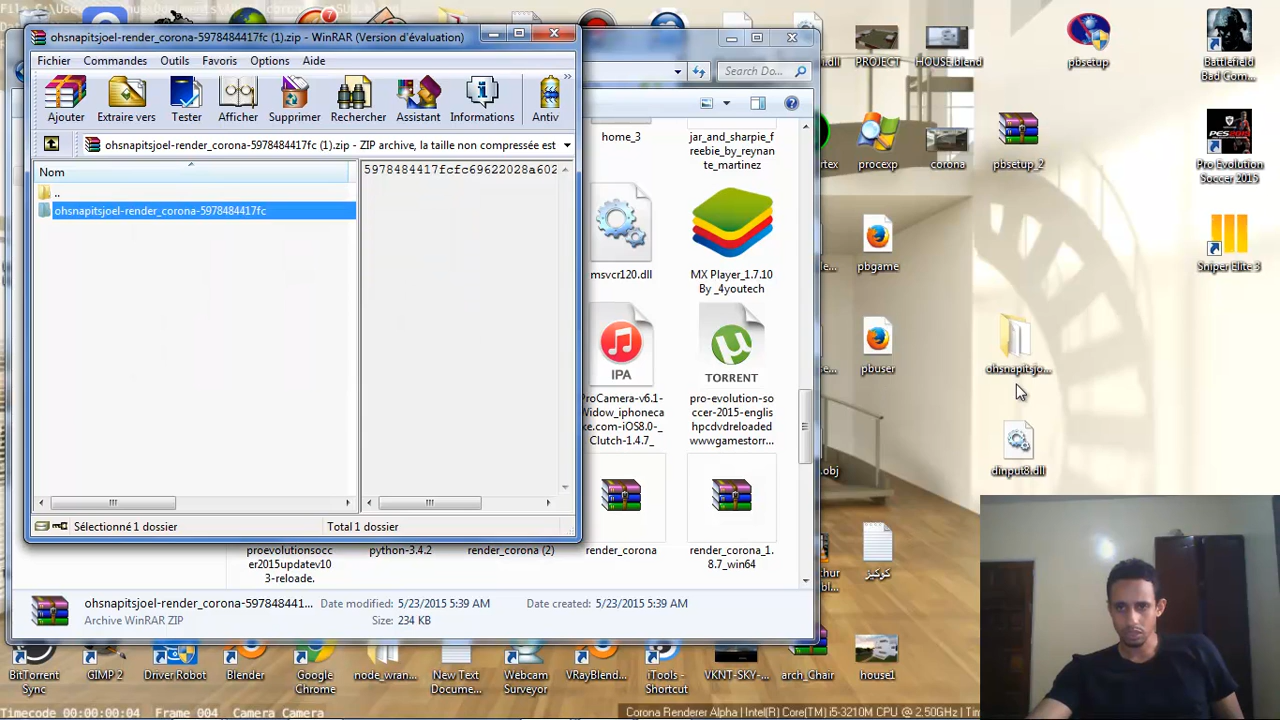 ohsnapitsjoel-render_corona-5978484417fc (1).zip - WinRAR (Version d'évaluation)
Fichier Commandes Outils Favoris Options Aide
Ajouter Extraire vers Tester Afficher Supprimer Rechercher Assistant Informations Antiv
ohsnapitsjoel-render_corona-5978484417fc (1).zip - ZIP archive, la taille non compressée est
Nom
..
ohsnapitsjoel-render_corona-5978484417fc
5978484417fcfc69622028a602
Sélectionné 1 dossier
Total 1 dossier
Search Do...
home_3
jar_and_sharpie_f
reebie_by_reynan
te_martinez
msvcr120.dll
MX Player_1.7.10
By _4youtech
IPA
TORRENT
ProCamera-v6.1-
Widow_iphoneca
ke.com-iOS8.0-_
Clutch-1.4.7_
pro-evolution-so
ccer-2015-englis
hpcdvdreloaded
wwwgamestorr...
proevolutionsocc
er2015updatev10
3-reloade.
python-3.4.2
render_corona (2)
render_corona
render_corona_1.
8.7_win64
ohsnapitsjoel-render_corona-597848441...
Archive WinRAR ZIP
Date modified: 5/23/2015 5:39 AM
Size: 234 KB
Date created: 5/23/2015 5:39 AM
PROJECT
HOUSE.blend
pbsetup
Battlefield
Bad Com...
procexp
corona
pbsetup_2
PES2015
Pro Evolution
Soccer 2015
pbgame
Sniper Elite 3
pbuser
ohsnapitsjo...
dinput8.dll
.obj
كوكيز
BitTorrent
Sync
GIMP 2
Driver Robot
Blender
Google
Chrome
node_wran...
New Text
Docume...
Webcam
Surveyor
VRayBlend...
iTools -
Shortcut
VKNT-SKY-...
arch_Chair
house1
Timecode 00:00:00:04 Frame 004 Camera Camera
Corona Renderer Alpha | Intel(R) Core(TM) i5-3210M CPU @ 2.50GHz |